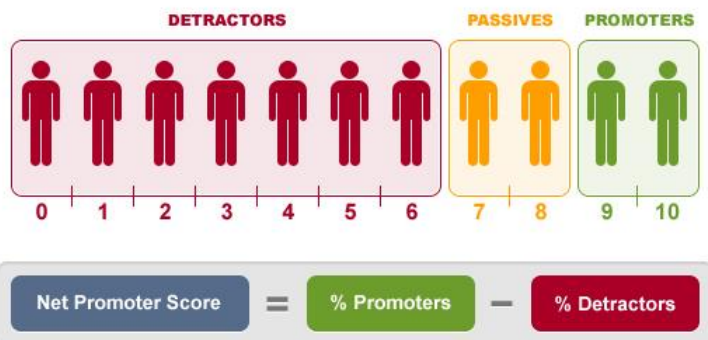 DETRACTORS PASSIVES PROMOTERS
0 1 2 3 4 5 6 7 8 9 10
Net Promoter Score = % Promoters – % Detractors